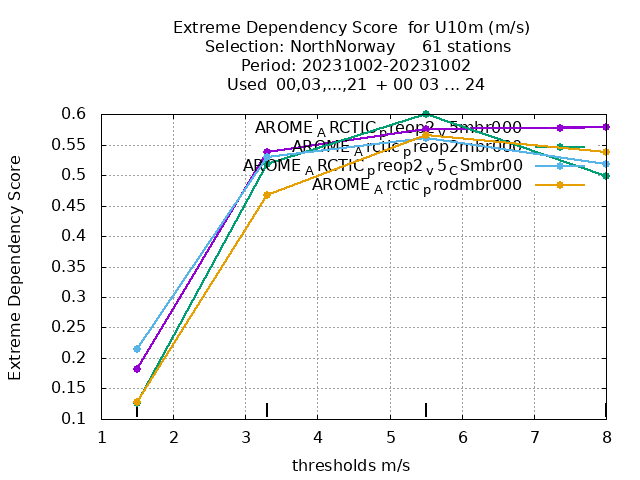 Extreme Dependency Score for U10m (m/s)
Selection: NorthNorway 61 stations
Period: 20231002-20231002
Used 00,03,...,21 + 00 03 ... 24
Extreme Dependency Score
0.6
0.55
0.5
0.45
0.4
0.35
0.3
0.25
0.2
0.15
0.1
AROME_ARCTIC_preop2_v5mbr000
AROME_Arctic_preop2mbr000
AROME_ARCTIC_preop2_v5_CSmbr00
AROME_Arctic_prodmbr000
1 2 3 4 5 6 7 8
thresholds m/s